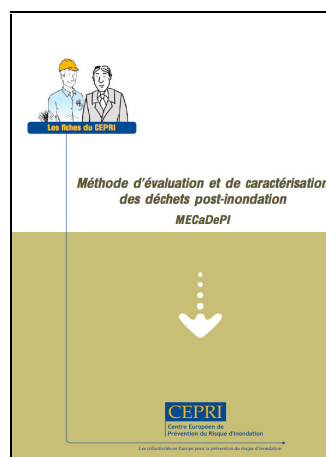 Les fiches du CEPRI
Méthode d'évaluation et de caractérisation
des déchets post-inondation
MECaDePI
CEPRI
Centre Européen de
Prévention du Risque d'Inondation
Les collectivités en Europe pour la prévention du risque d'inondation